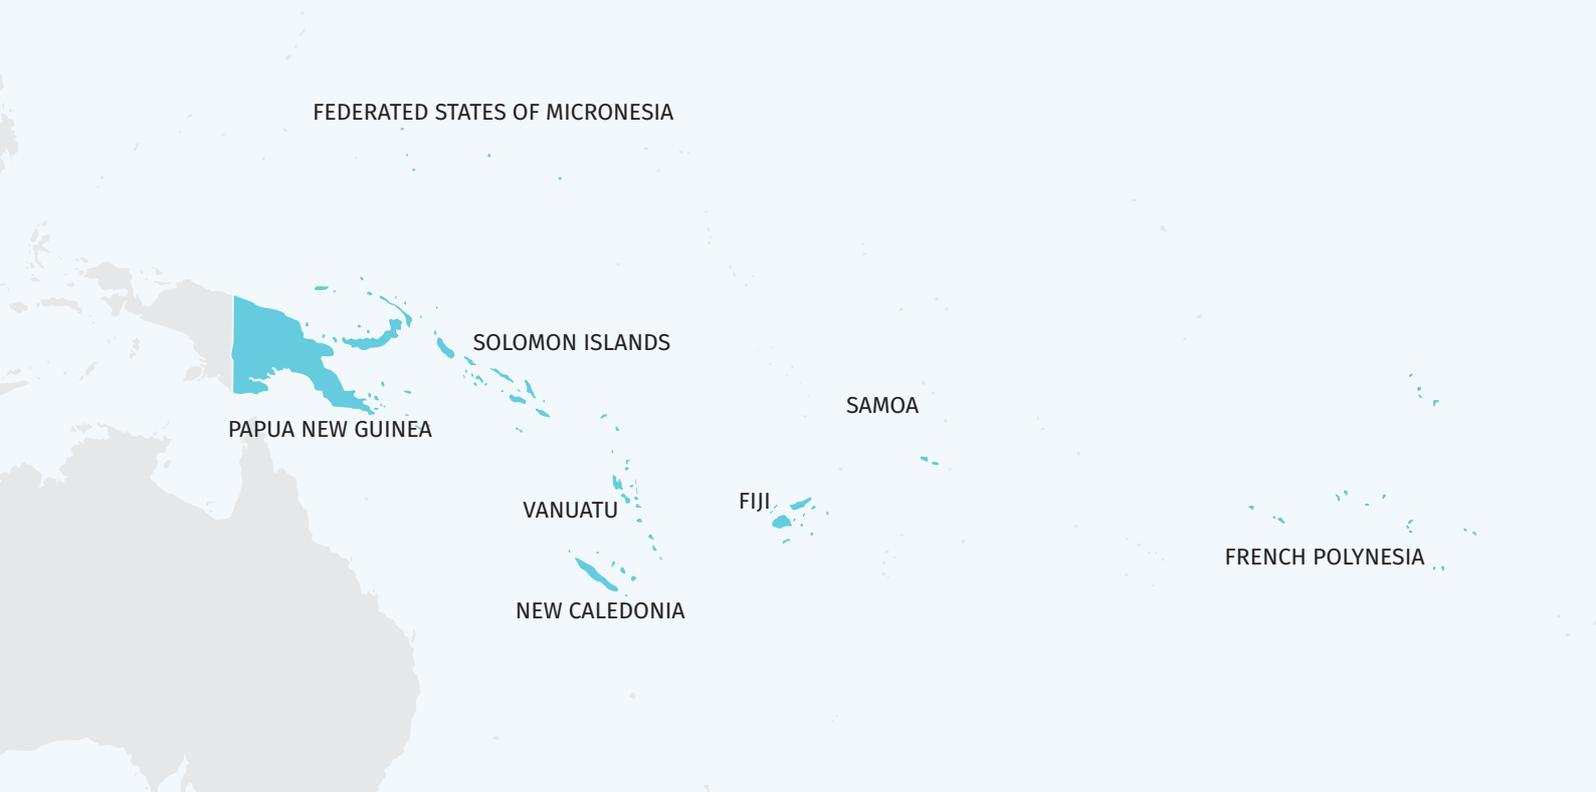 FEDERATED STATES OF MICRONESIA
SOLOMON ISLANDS
SAMOA
PAPUA NEW GUINEA
FIJI
VANUATU
FRENCH POLYNESIA
NEW CALEDONIA